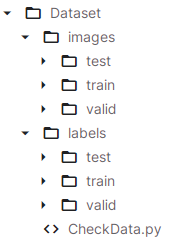 Dataset
images
test
train
valid
labels
test
train
valid
CheckData.py